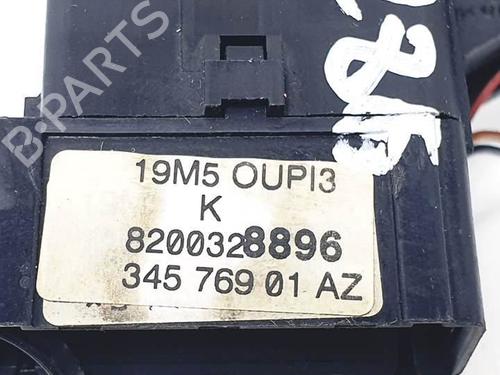 B-PARTS
19M5 OUPI3
K
8200328896
345 769 01 AZ